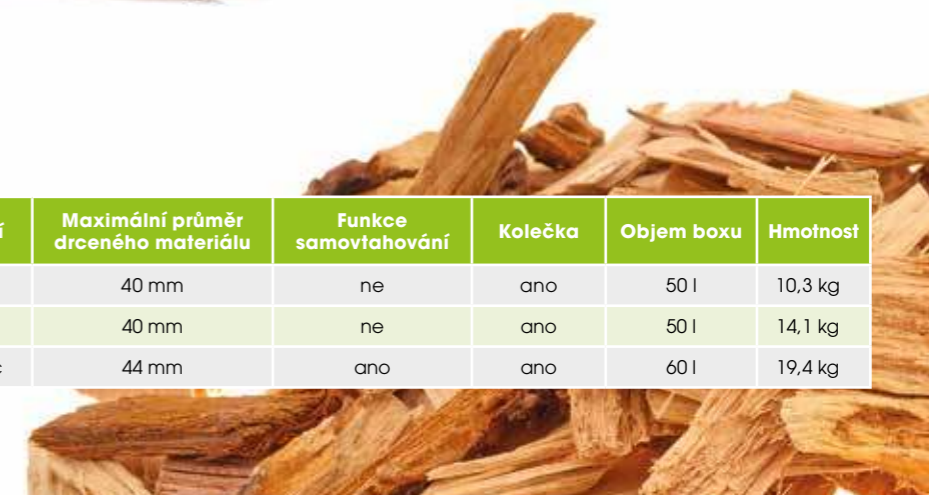 Maximální průměr drceného materiálu Funkce samovtahování Kolečka Objem boxu Hmotnost
40 mm ne ano 50 l 10,3 kg
40 mm ne ano 50 l 14,1 kg
44 mm ano ano 60 l 19,4 kg